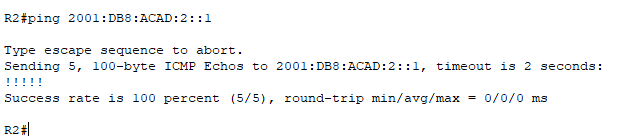 R2#ping 2001:DB8:ACAD:2::1
Type escape sequence to abort.
Sending 5, 100-byte ICMP Echos to 2001:DB8:ACAD:2::1, timeout is 2 seconds:
!!!!!
Success rate is 100 percent (5/5), round-trip min/avg/max = 0/0/0 ms
R2#